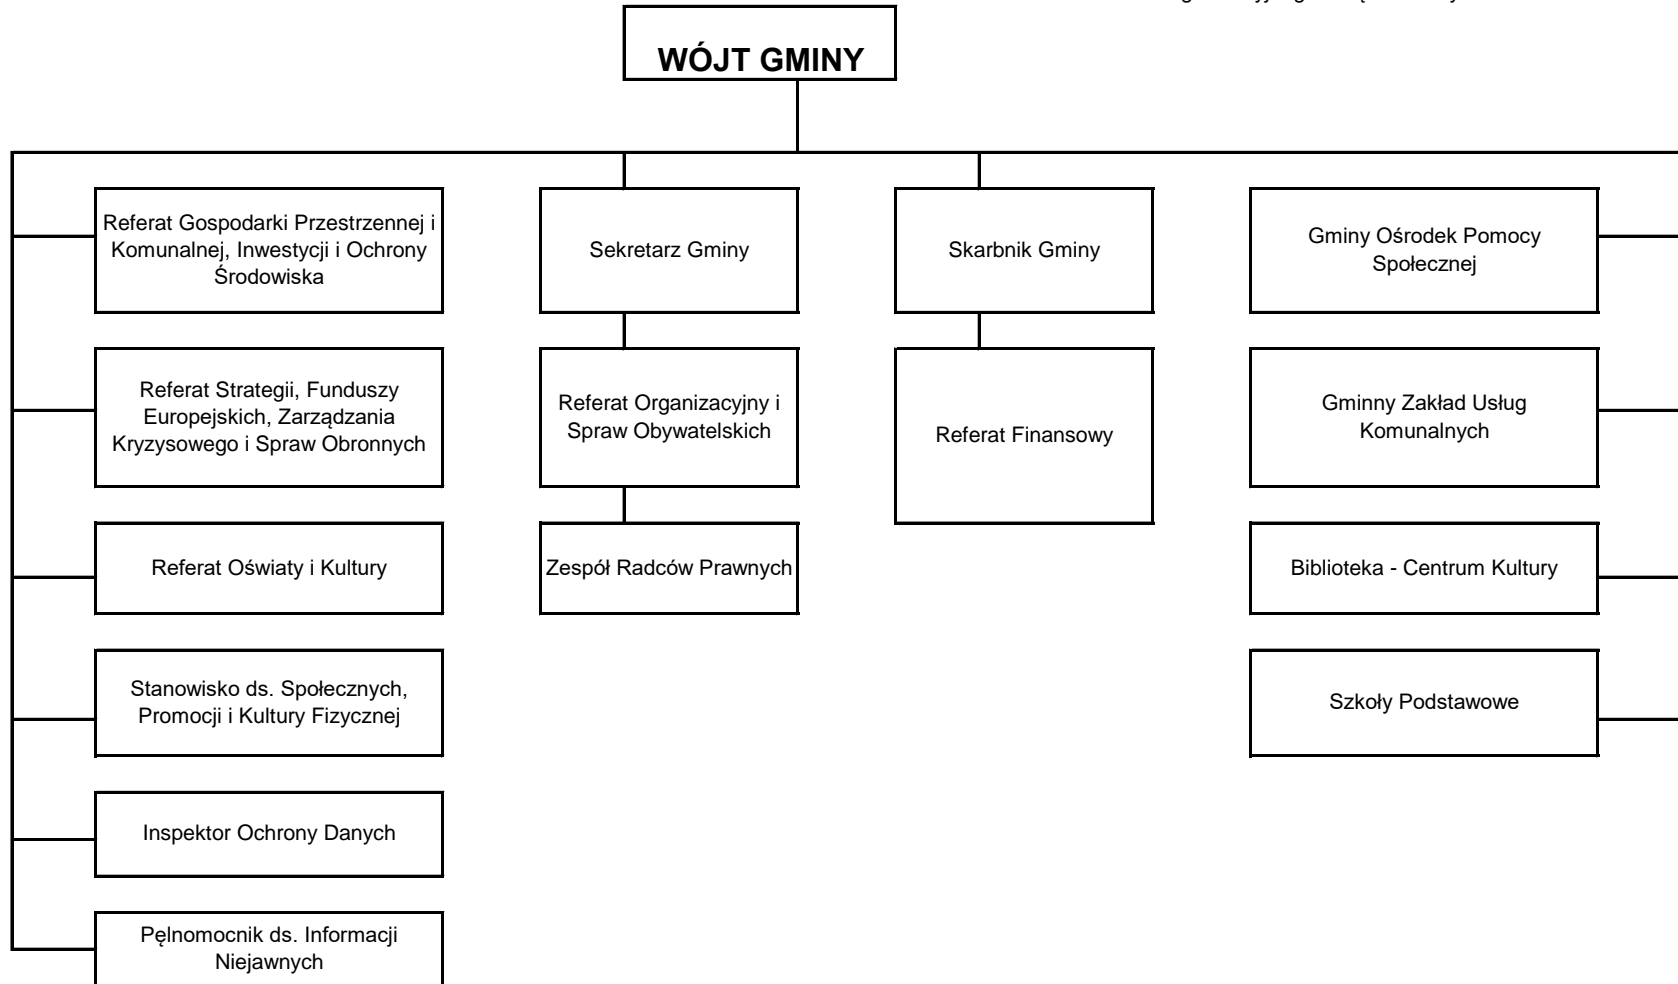 WÓJT GMINY
Referat Gospodarki Przestrzennej i
Komunalnej, Inwestycji i Ochrony
Środowiska
Sekretarz Gminy
Skarbnik Gminy
Gminy Ośrodek Pomocy
Społecznej
Referat Strategii, Funduszy
Europejskich, Zarządzania
Kryzysowego i Spraw Obronnych
Referat Organizacyjny i
Spraw Obywatelskich
Referat Finansowy
Gminny Zakład Usług
Komunalnych
Referat Oświaty i Kultury
Zespół Radców Prawnych
Biblioteka - Centrum Kultury
Stanowisko ds. Społecznych,
Promocji i Kultury Fizycznej
Szkoły Podstawowe
Inspektor Ochrony Danych
Pęlnomocnik ds. Informacji
Niejawnych